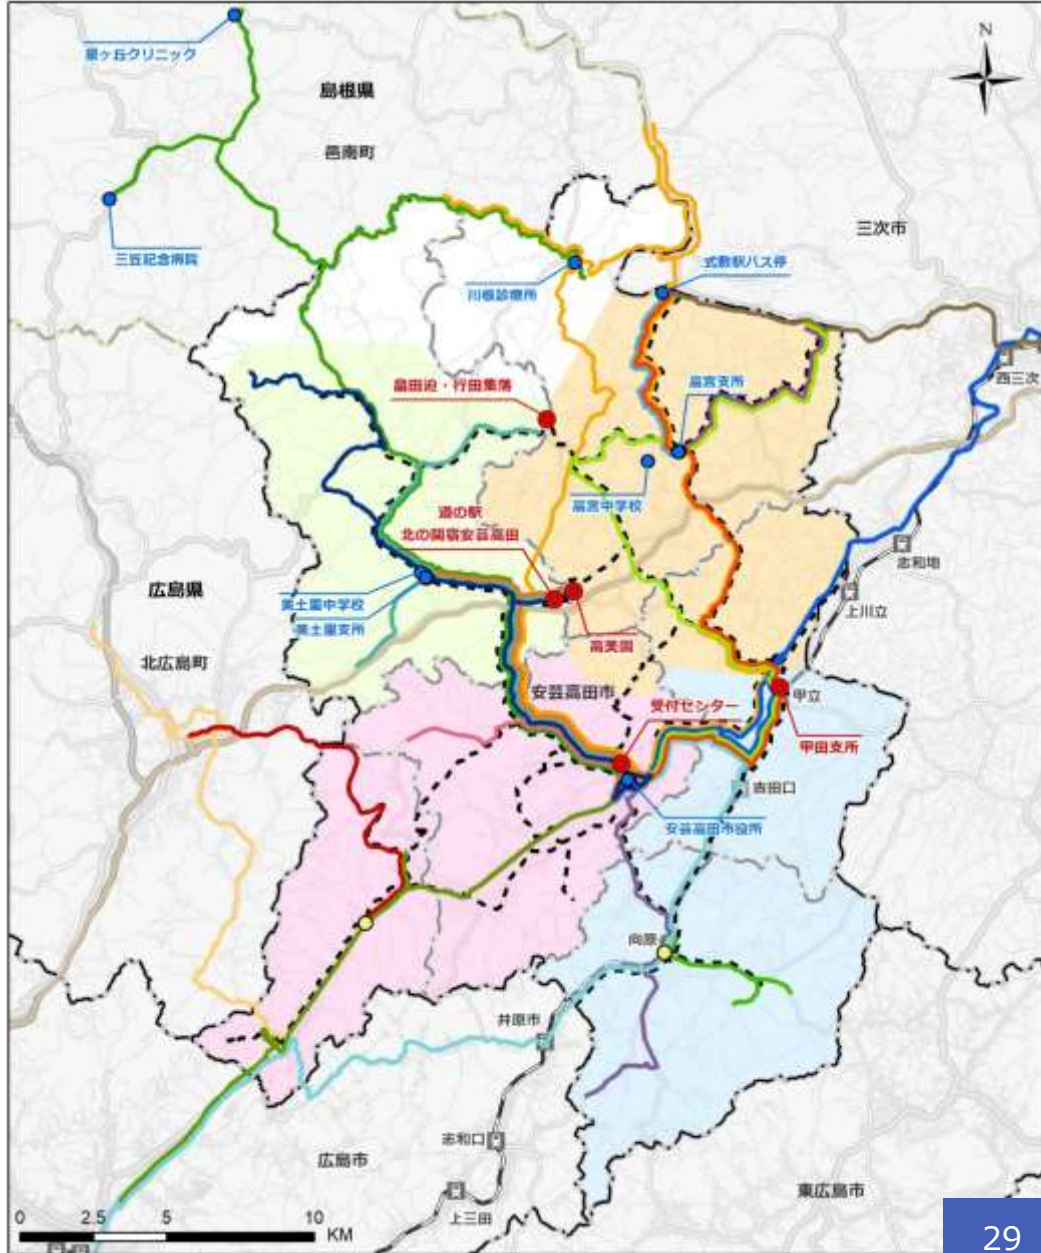 N
星ヶ丘クリニック
島根県
邑南町
三次市
三笠記念病院
川根診療所
式敷駅バス停
西三次
畠田迫・行田集落
高宮支所
高宮中学校
道の駅
北の関宿安芸高田
志和地
広島県
美土里中学校
美土里支所
上川立
高美園
北広島町
安芸高田市
受付センター
甲立
甲田支所
吉田口
安芸高田市役所
向原
井原市
志和口
広島市
東広島市
上三田
0 2.5 5 10
KM
29